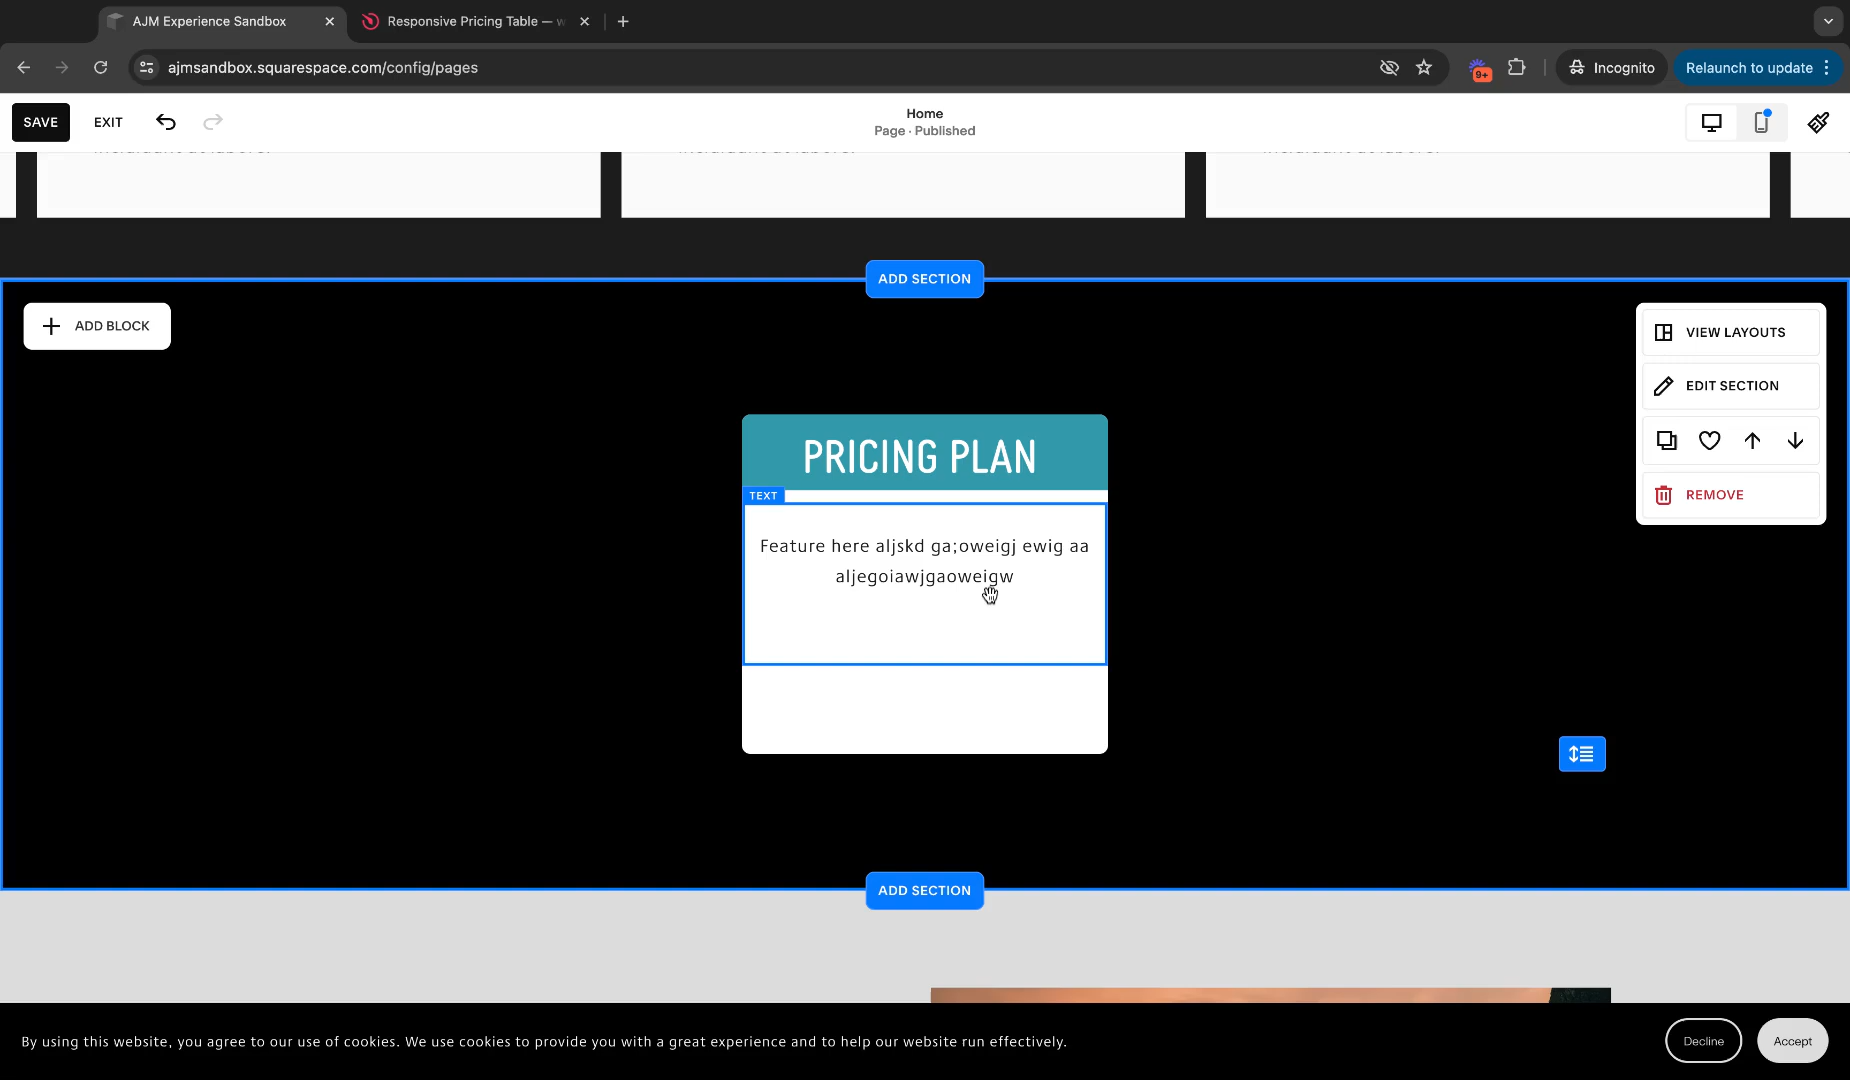 AJM Experience Sandbox
Responsive Pricing Table — w
ajmsandbox.squarespace.com/config/pages
9+
Incognito
Relaunch to update
SAVE
EXIT
Home
Page · Published
ADD SECTION
ADD BLOCK
VIEW LAYOUTS
EDIT SECTION
REMOVE
PRICING PLAN
TEXT
Feature here aljskd ga;oweigj ewig aa
aljegoiawjgaoweigw
ADD SECTION
By using this website, you agree to our use of cookies. We use cookies to provide you with a great experience and to help our website run effectively.
Decline
Accept